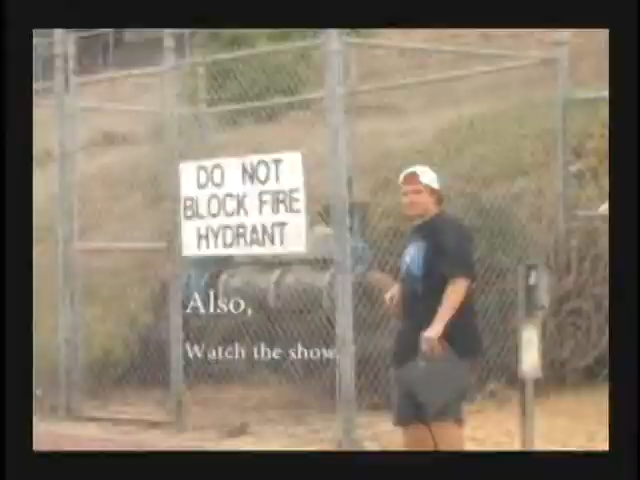 DO NOT
BLOCK FIRE
HYDRANT
Also,
Watch the show.